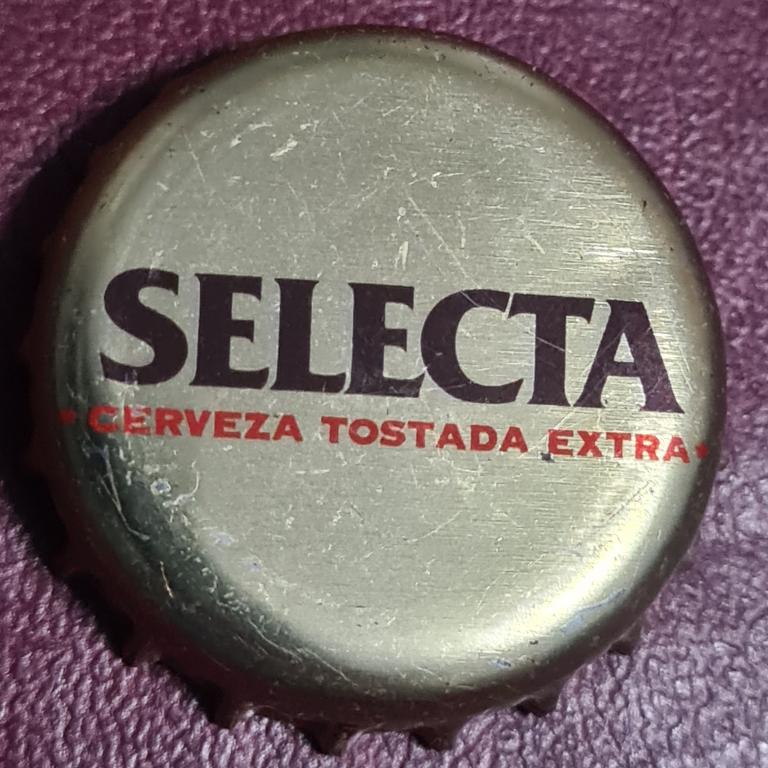 SELECTA
• CERVEZA TOSTADA EXTRA •